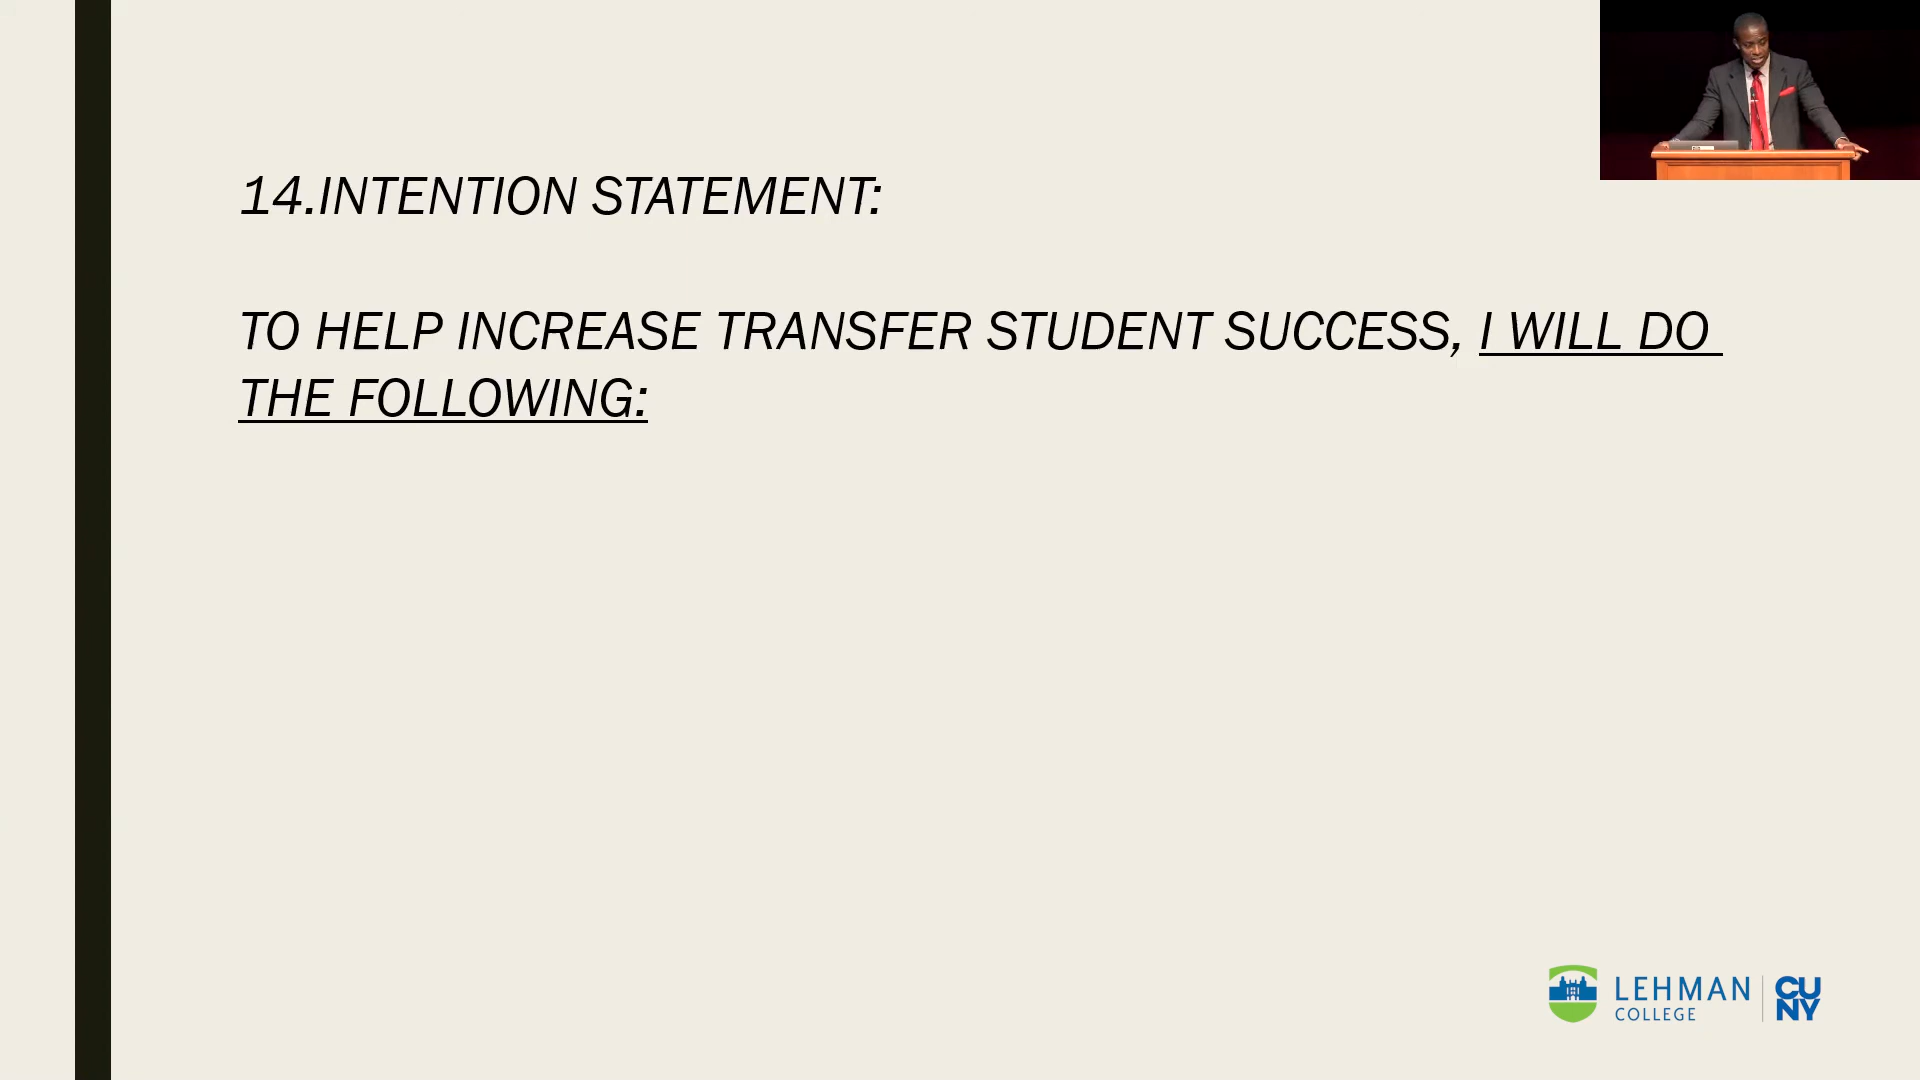 14.INTENTION STATEMENT:
TO HELP INCREASE TRANSFER STUDENT SUCCESS, I WILL DO
THE FOLLOWING:
LEHMAN
COLLEGE
CU
NY